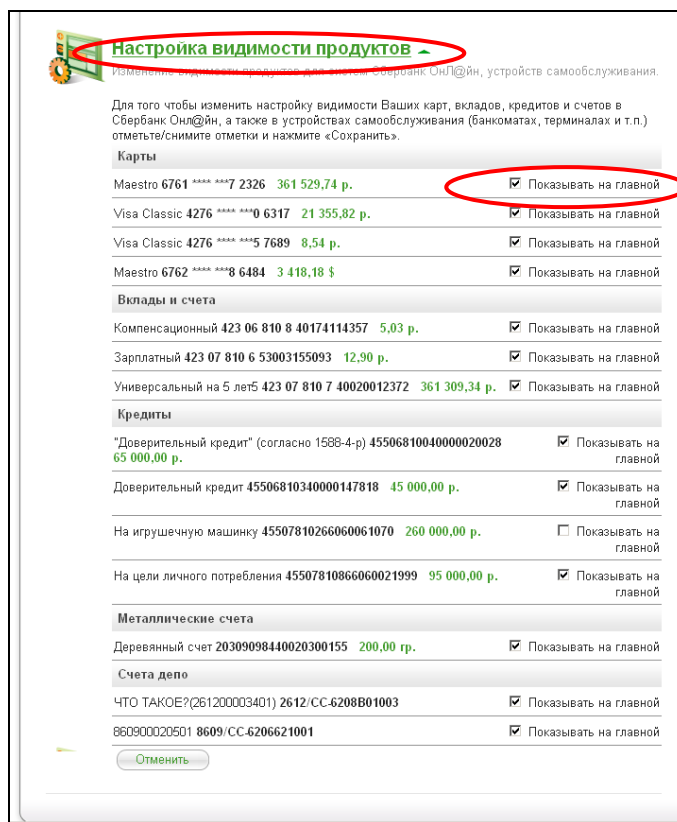 Настройка видимости продуктов
Изменение видимости продуктов для систем Сбербанк ОнЛ@йн, устройств самообслуживания.
Для того чтобы изменить настройку видимости Ваших карт, вкладов, кредитов и счетов в
Сбербанк Онл@йн, а также в устройствах самообслуживания (банкоматах, терминалах и т.п.)
отметьте/снимите отметки и нажмите «Сохранить».
Карты
Maestro 6761 **** ***7 2326 361 529,74 р. Показывать на главной
Visa Classic 4276 **** ***0 6317 21 355,82 р. Показывать на главной
Visa Classic 4276 **** ***5 7689 8,54 р. Показывать на главной
Maestro 6762 **** ***8 6484 3 418,18 $ Показывать на главной
Вклады и счета
Компенсационный 423 06 810 8 40174114357 5,03 р. Показывать на главной
Зарплатный 423 07 810 6 53003155093 12,90 р. Показывать на главной
Универсальный на 5 лет5 423 07 810 7 40020012372 361 309,34 р. Показывать на главной
Кредиты
"Доверительный кредит" (согласно 1588-4-р) 45506810040000020028 Показывать на
65 000,00 р. главной
Доверительный кредит 45506810340000147818 45 000,00 р. Показывать на
главной
На игрушечную машинку 45507810266060061070 260 000,00 р. Показывать на
главной
На цели личного потребления 45507810866060021999 95 000,00 р. Показывать на
главной
Металлические счета
Деревянный счет 20309098440020300155 200,00 гр. Показывать на главной
Счета депо
ЧТО ТАКОЕ?(261200003401) 2612/СС-6208В01003 Показывать на главной
860900020501 8609/СС-6206621001 Показывать на главной
Отменить